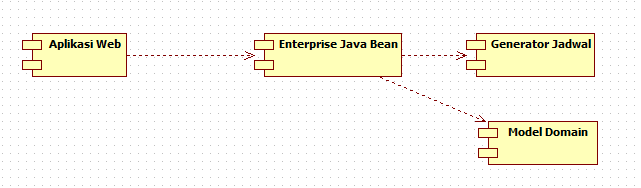 Aplikasi Web
Enterprise Java Bean
Generator Jadwal
Model Domain